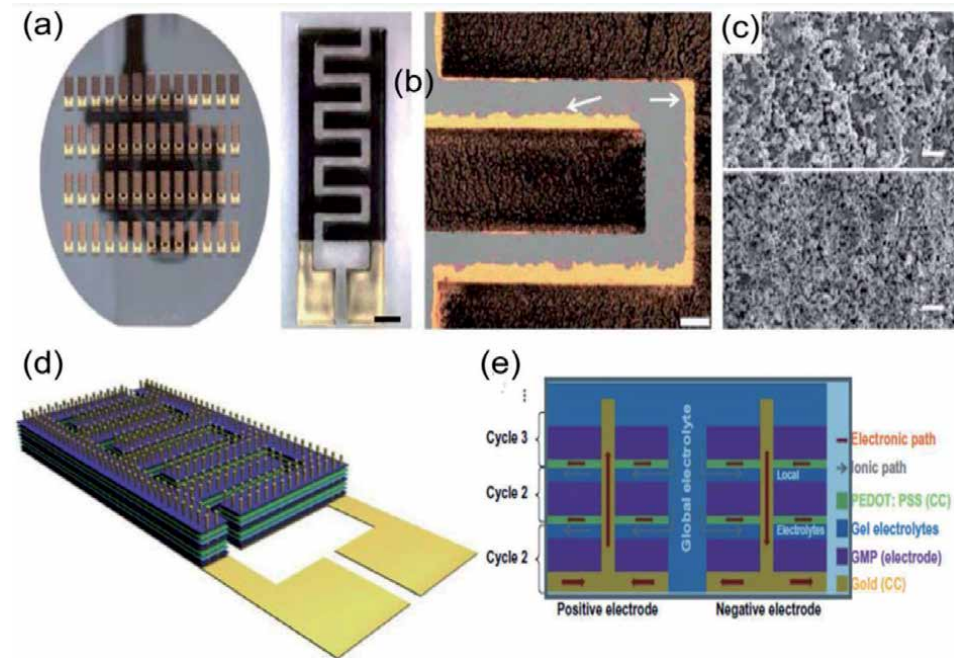 (a)
(b)
(c)
(d)
(e)
⋮
Cycle 3
Cycle 2
Cycle 2
Global electrolyte
Local
Electrolytes
Positive electrode
Negative electrode
Electronic path
Ionic path
PEDOT: PSS (CC)
Gel electrolytes
GMP (electrode)
Gold (CC)